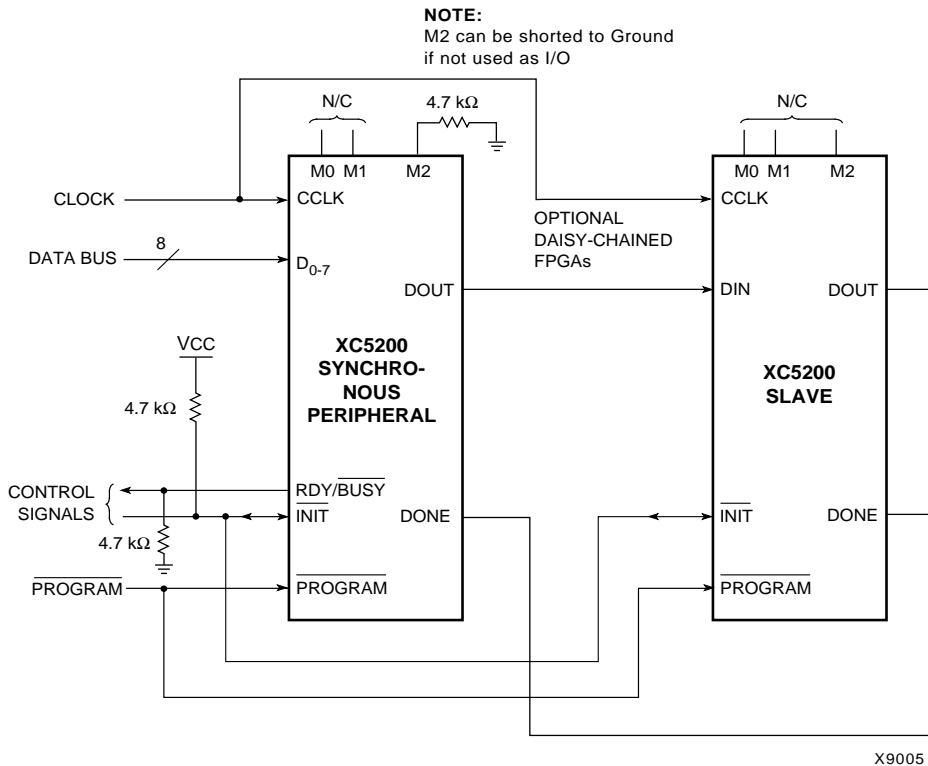 NOTE:
M2 can be shorted to Ground
if not used as I/O
N/C
4.7 kΩ
N/C
M0 M1
M2
M0 M1
M2
CLOCK
CCLK
CCLK
OPTIONAL
DAISY-CHAINED
FPGAs
8
DATA BUS
D0-7
DOUT
DIN
DOUT
VCC
XC5200
SYNCHRO-
NOUS
PERIPHERAL
XC5200
SLAVE
4.7 kΩ
CONTROL
SIGNALS
RDY/BUSY
INIT
DONE
INIT
DONE
4.7 kΩ
PROGRAM
PROGRAM
PROGRAM
X9005